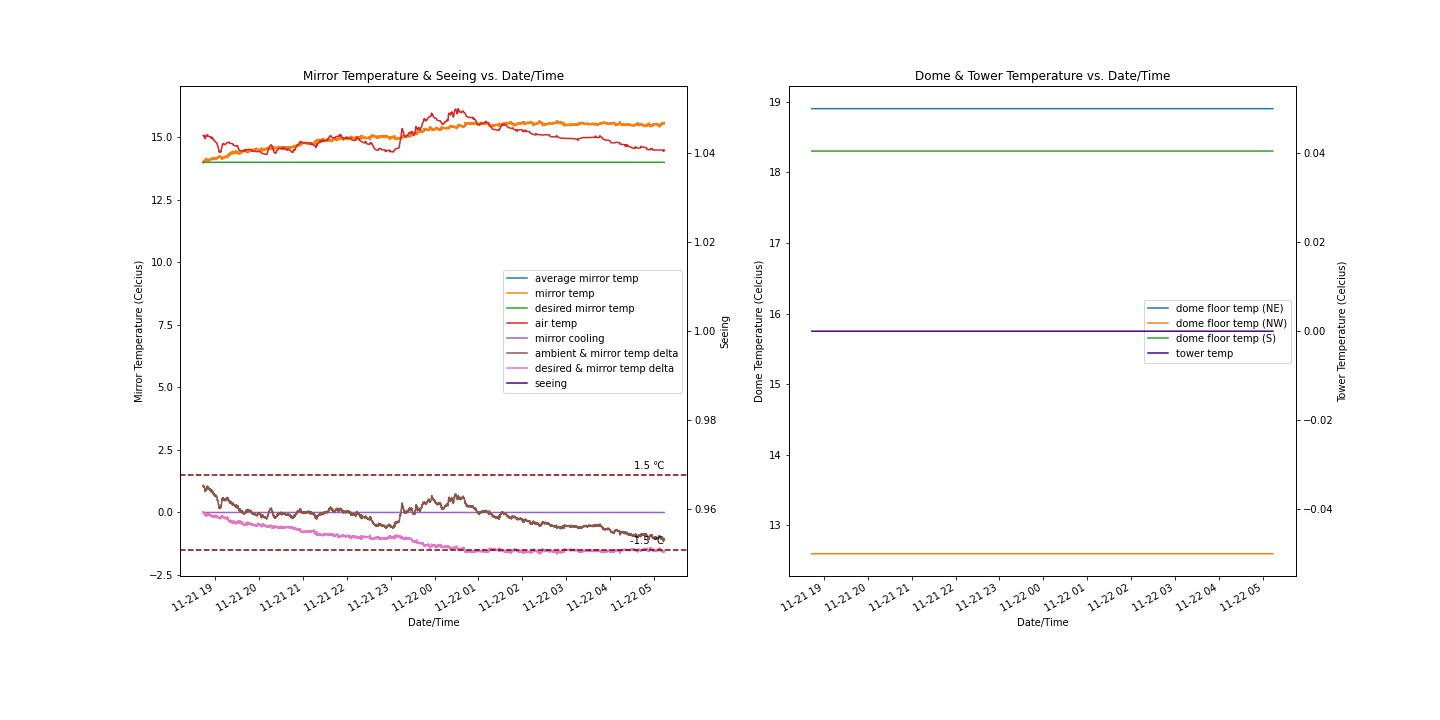 Mirror Temperature & Seeing vs. Date/Time
Mirror Temperature (Celcius)
15.0
12.5
10.0
7.5
5.0
2.5
0.0
−2.5
1.04
1.02
1.00
0.98
0.96
Seeing
average mirror temp
mirror temp
desired mirror temp
air temp
mirror cooling
ambient & mirror temp delta
desired & mirror temp delta
seeing
1.5 °C
-1.5 °C
11-21 19
11-21 20
11-21 21
11-21 22
11-21 23
11-22 00
11-22 01
11-22 02
11-22 03
11-22 04
11-22 05
Date/Time
Dome & Tower Temperature vs. Date/Time
Dome Temperature (Celcius)
19
18
17
16
15
14
13
0.04
0.02
0.00
−0.02
−0.04
Tower Temperature (Celcius)
dome floor temp (NE)
dome floor temp (NW)
dome floor temp (S)
tower temp
11-21 19
11-21 20
11-21 21
11-21 22
11-21 23
11-22 00
11-22 01
11-22 02
11-22 03
11-22 04
11-22 05
Date/Time